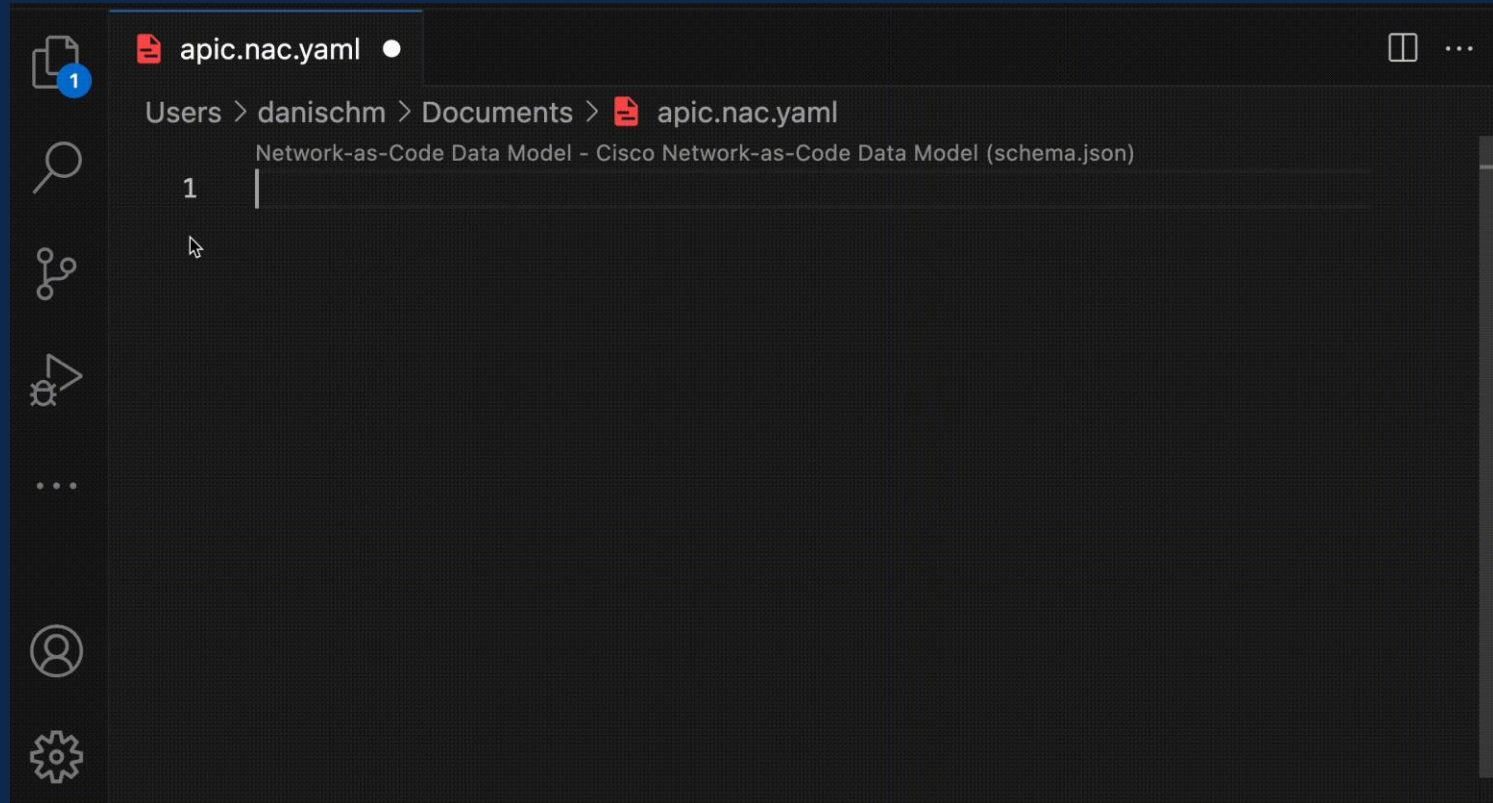 apic.nac.yaml
1
Users > danischm > Documents > apic.nac.yaml
Network-as-Code Data Model - Cisco Network-as-Code Data Model (schema.json)
1